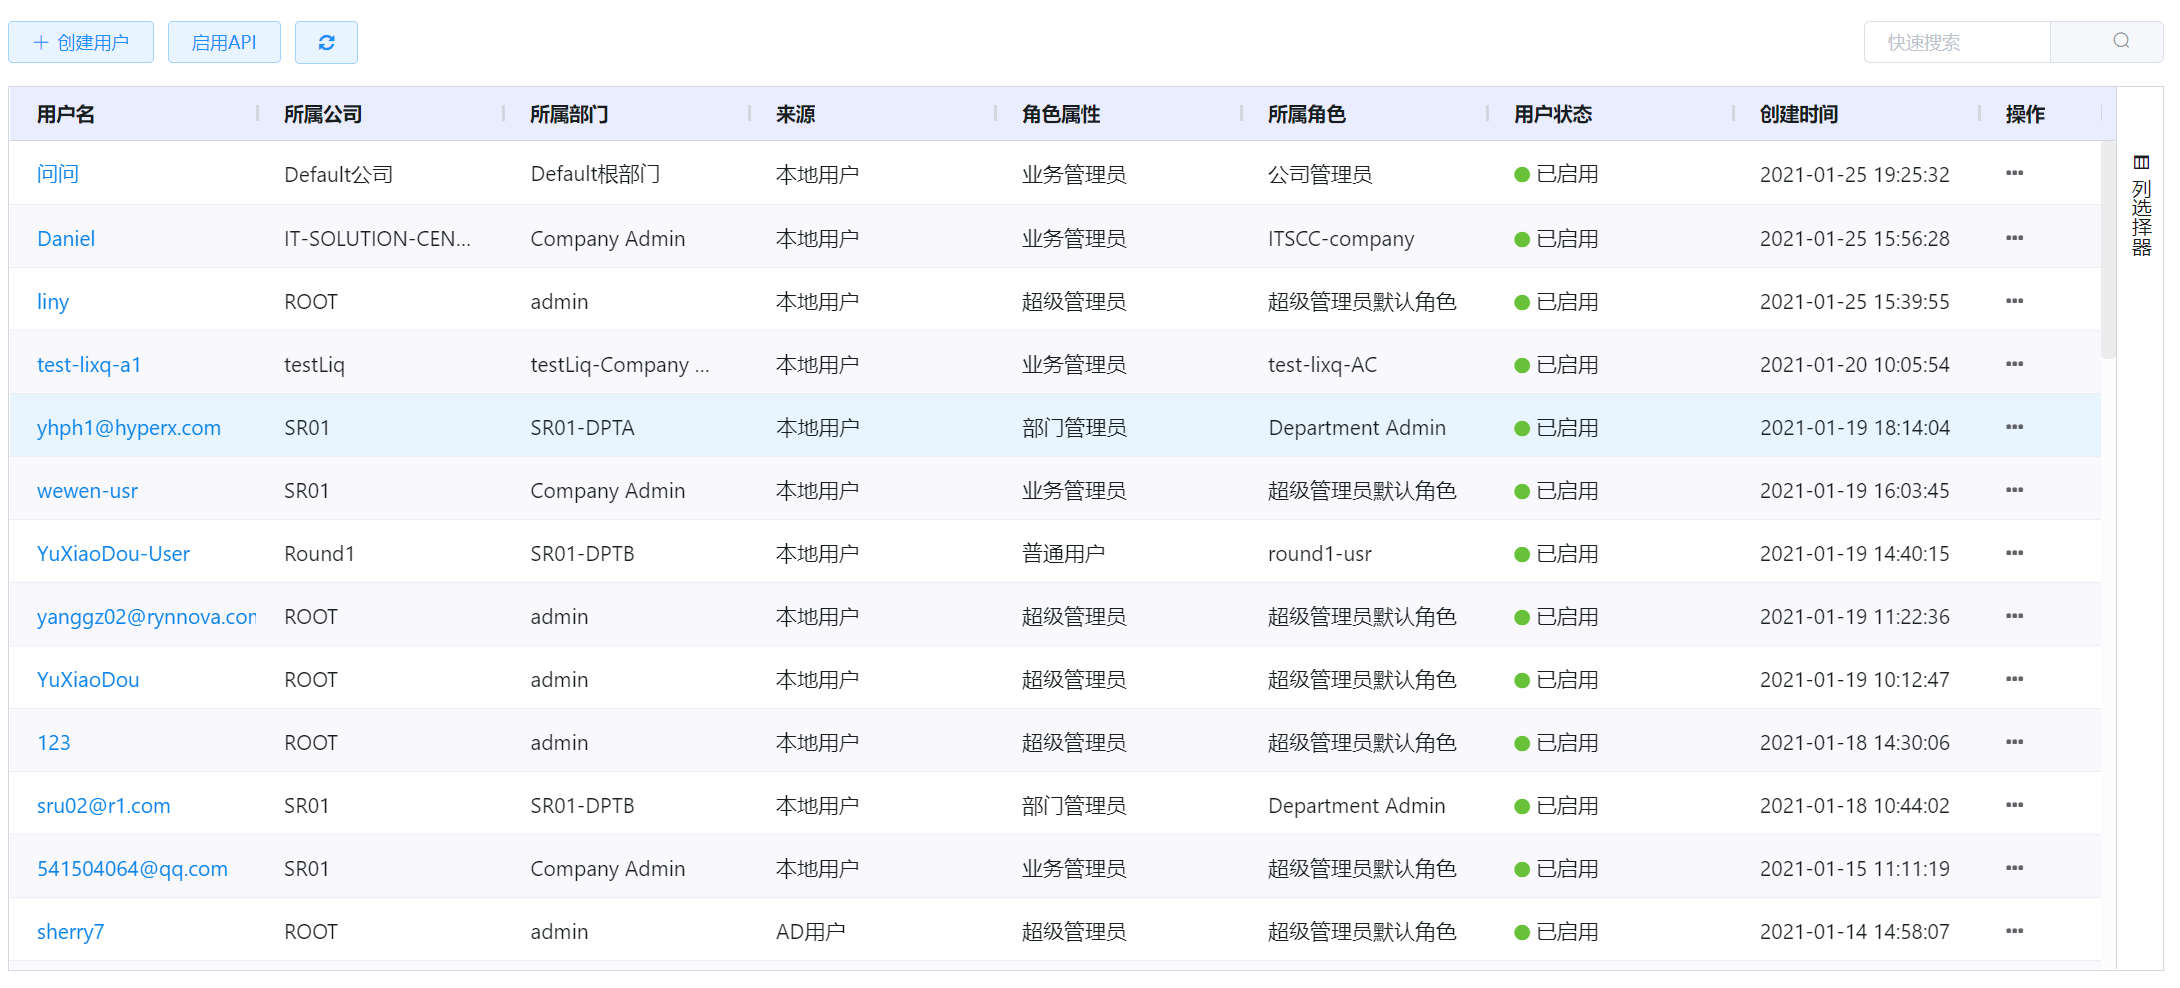 创建用户 启用API 快速搜索
用户名 所属公司 所属部门 来源 角色属性 所属角色 用户状态 创建时间 操作
问问 Default公司 Default根部门 本地用户 业务管理员 公司管理员 已启用 2021-01-25 19:25:32
Daniel IT-SOLUTION-CEN... Company Admin 本地用户 业务管理员 ITSCC-company 已启用 2021-01-25 15:56:28
liny ROOT admin 本地用户 超级管理员 超级管理员默认角色 已启用 2021-01-25 15:39:55
test-lixq-a1 testLiq testLiq-Company ... 本地用户 业务管理员 test-lixq-AC 已启用 2021-01-20 10:05:54
yhph1@hyperx.com SR01 SR01-DPTA 本地用户 部门管理员 Department Admin 已启用 2021-01-19 18:14:04
wewen-usr SR01 Company Admin 本地用户 业务管理员 超级管理员默认角色 已启用 2021-01-19 16:03:45
YuXiaoDou-User Round1 SR01-DPTB 本地用户 普通用户 round1-usr 已启用 2021-01-19 14:40:15
yanggz02@rynnova.com ROOT admin 本地用户 超级管理员 超级管理员默认角色 已启用 2021-01-19 11:22:36
YuXiaoDou ROOT admin 本地用户 超级管理员 超级管理员默认角色 已启用 2021-01-19 10:12:47
123 ROOT admin 本地用户 超级管理员 超级管理员默认角色 已启用 2021-01-18 14:30:06
sru02@r1.com SR01 SR01-DPTB 本地用户 部门管理员 Department Admin 已启用 2021-01-18 10:44:02
541504064@qq.com SR01 Company Admin 本地用户 业务管理员 超级管理员默认角色 已启用 2021-01-15 11:11:19
sherry7 ROOT admin AD用户 超级管理员 超级管理员默认角色 已启用 2021-01-14 14:58:07
列选择器